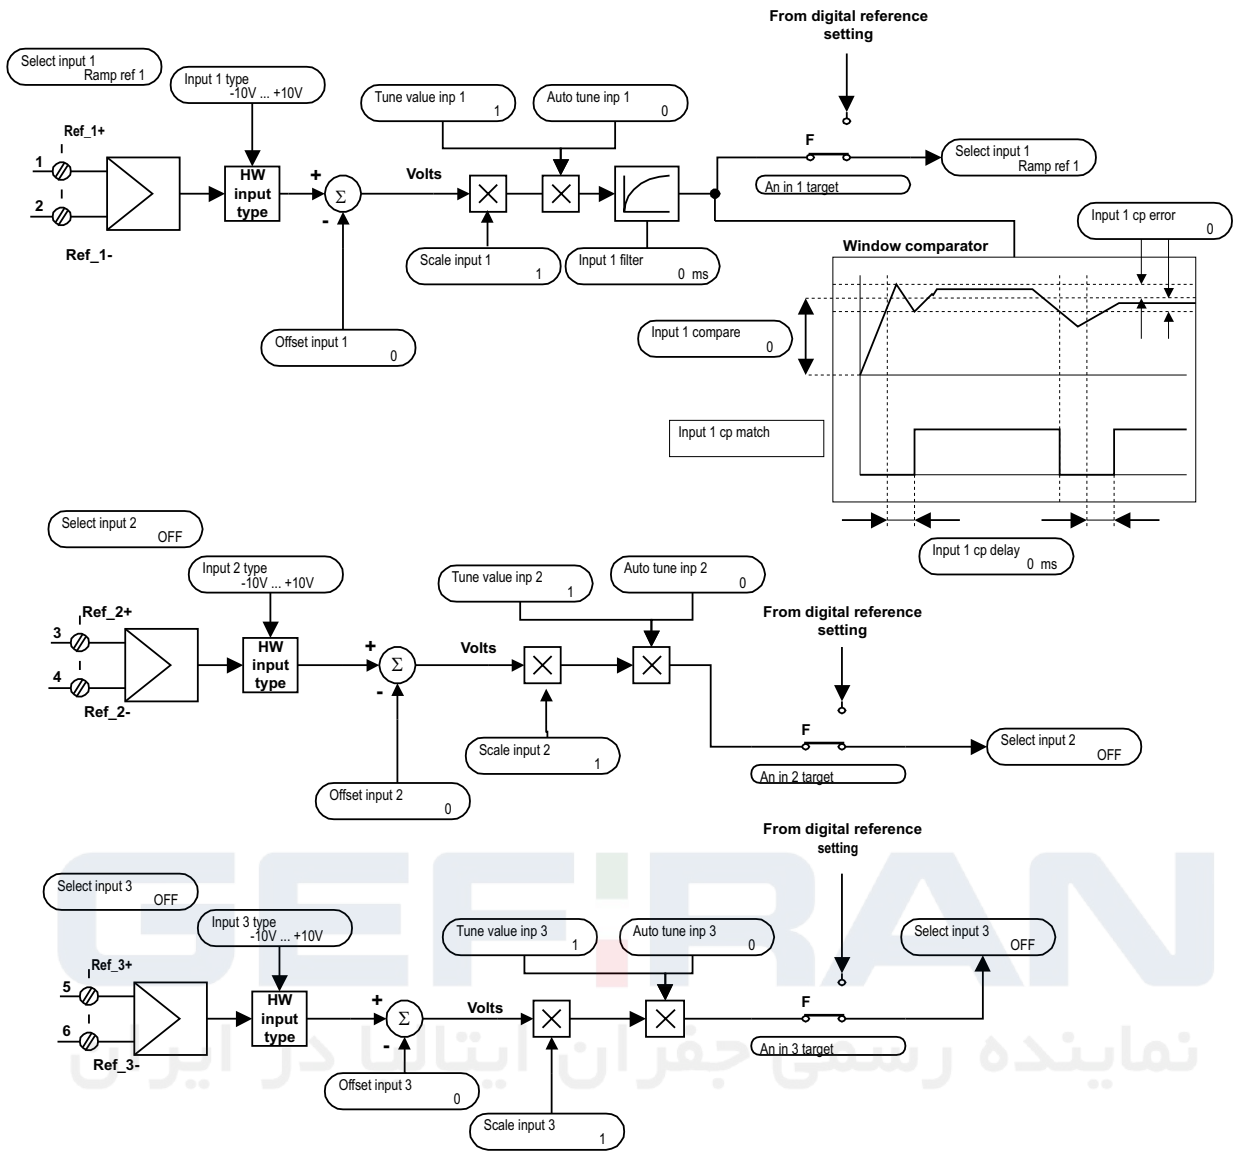 From digital reference
setting
Select input 1
Ramp ref 1
Input 1 type
-10V ... +10V
Tune value inp 1
1
Auto tune inp 1
0
Ref_1+
1
2
Ref_1-
HW
input
type
+
Σ
-
Volts
F
An in 1 target
Select input 1
Ramp ref 1
Scale input 1
1
Input 1 filter
0 ms
Offset input 1
0
Input 1 cp error
0
Window comparator
Input 1 compare
0
Input 1 cp match
Input 1 cp delay
0 ms
Select input 2
OFF
Input 2 type
-10V ... +10V
Tune value inp 2
1
Auto tune inp 2
0
From digital reference
setting
Ref_2+
3
4
Ref_2-
HW
input
type
+
Σ
-
Volts
F
An in 2 target
Select input 2
OFF
Scale input 2
1
Offset input 2
0
From digital reference
setting
Select input 3
OFF
Input 3 type
-10V ... +10V
Tune value inp 3
1
Auto tune inp 3
0
Select input 3
OFF
Ref_3+
5
6
Ref_3-
HW
input
type
+
Σ
-
Volts
F
An in 3 target
Offset input 3
0
Scale input 3
1
GEFRAN
نماینده رسمی جفران ایتالیا در ایران